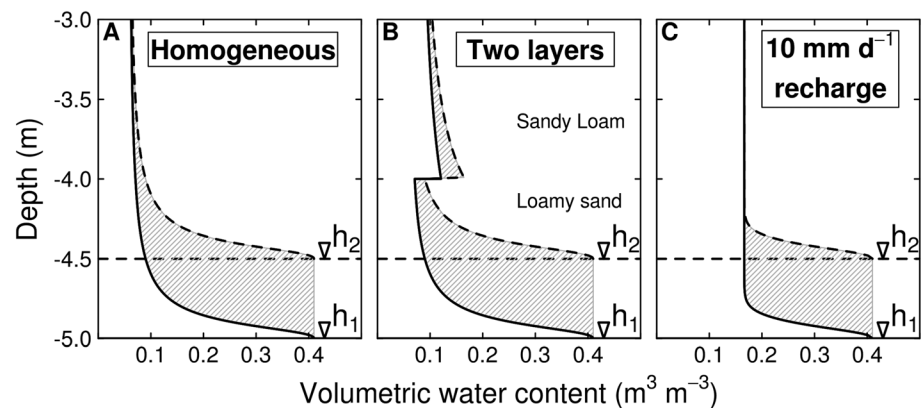 A
Homogeneous
B
Two layers
C
10 mm d⁻¹
recharge
Sandy Loam
Loamy sand
h₂
h₁
h₂
h₁
h₂
h₁
-3.0
-3.5
-4.0
-4.5
-5.0
Depth (m)
0.1 0.2 0.3 0.4
0.1 0.2 0.3 0.4
0.1 0.2 0.3 0.4
Volumetric water content (m³ m⁻³)